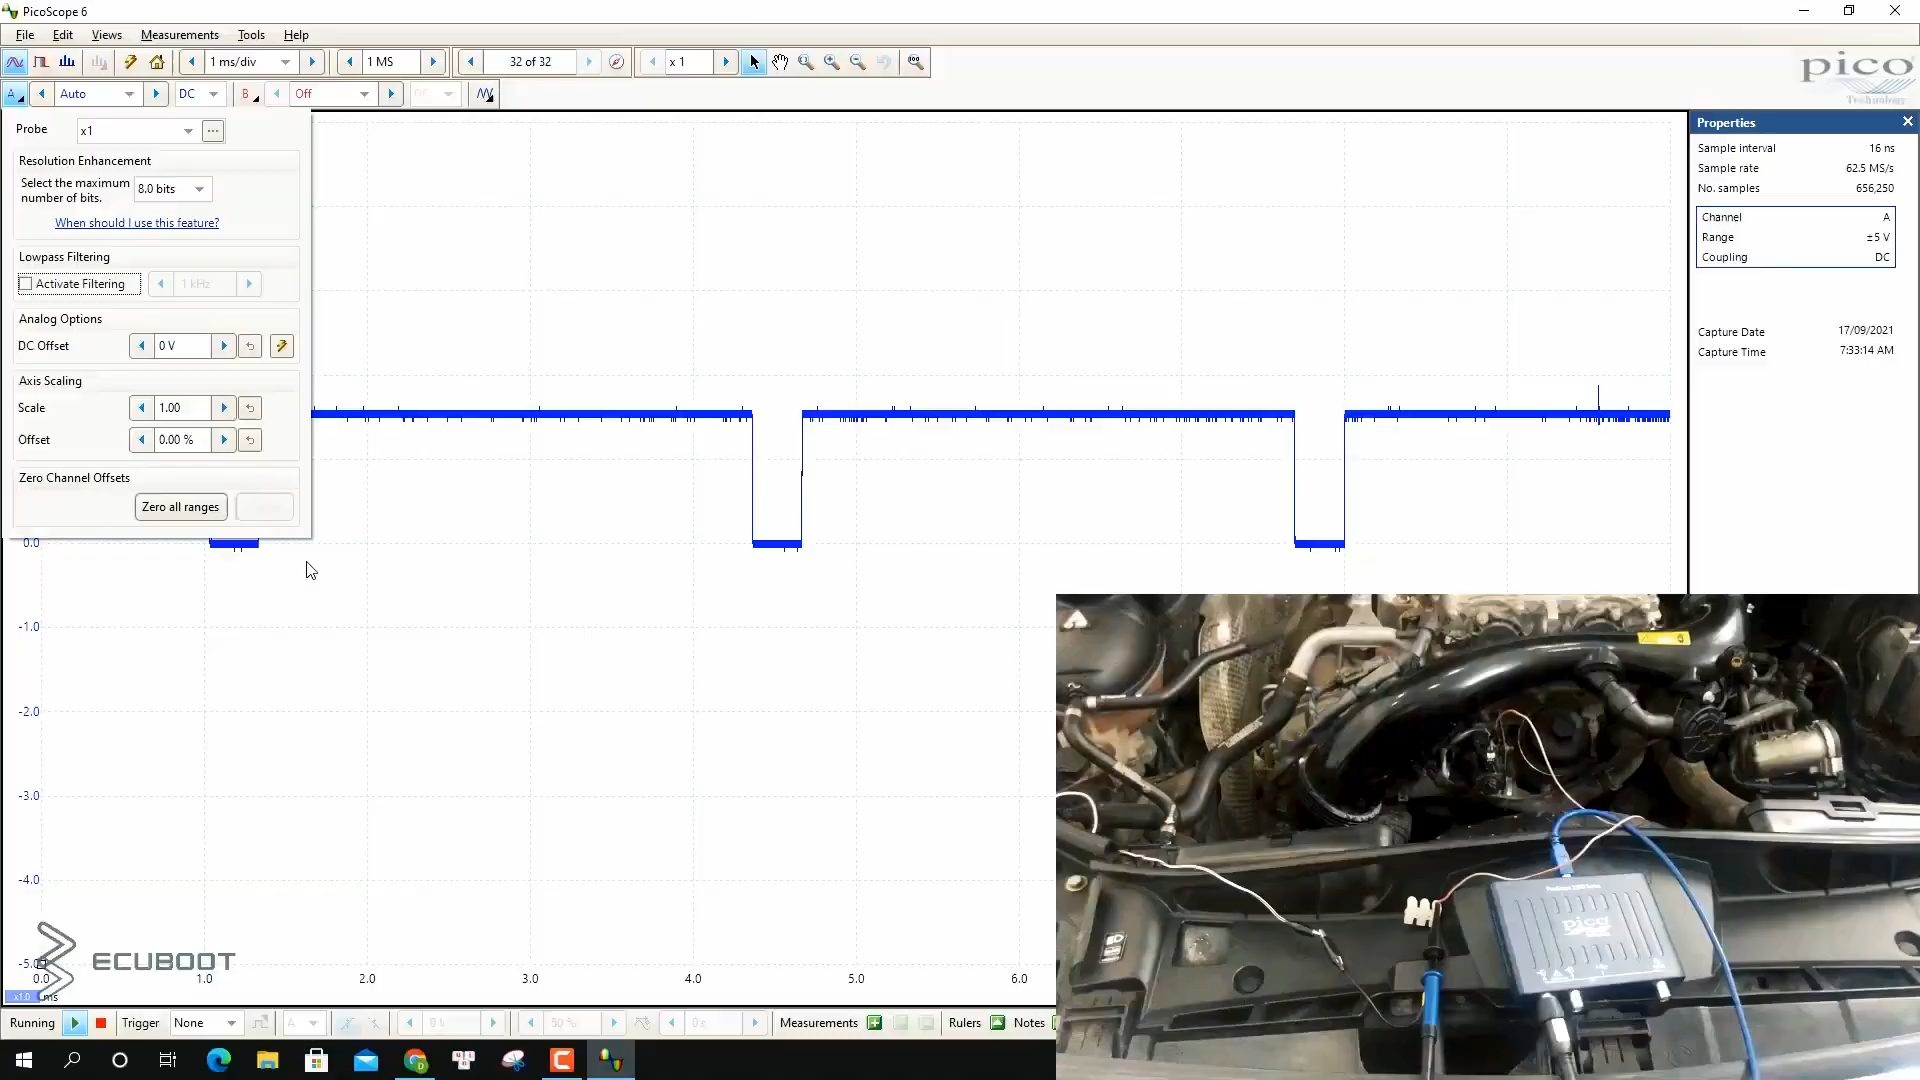 PicoScope 6
File Edit Views Measurements Tools Help
1 ms/div 1 MS 32 of 32 x 1
pico
Technology
A Auto DC B Off DC
Probe x1
Resolution Enhancement
Select the maximum number of bits. 8.0 bits
When should I use this feature?
Lowpass Filtering
Activate Filtering 1 kHz
Analog Options
DC Offset 0 V
Axis Scaling
Scale 1.00
Offset 0.00 %
Zero Channel Offsets
Zero all ranges
Properties
Sample interval 16 ns
Sample rate 62.5 MS/s
No. samples 656,250
Channel A
Range ±5 V
Coupling DC
Capture Date 17/09/2021
Capture Time 7:33:14 AM
0.0
-1.0
-2.0
-3.0
-4.0
-5.0
ECUBOOT
0.0 1.0 2.0 3.0 4.0 5.0 6.0
x1.0 ms
pico
Running Trigger None A 50 % 0 s Measurements Rulers Notes